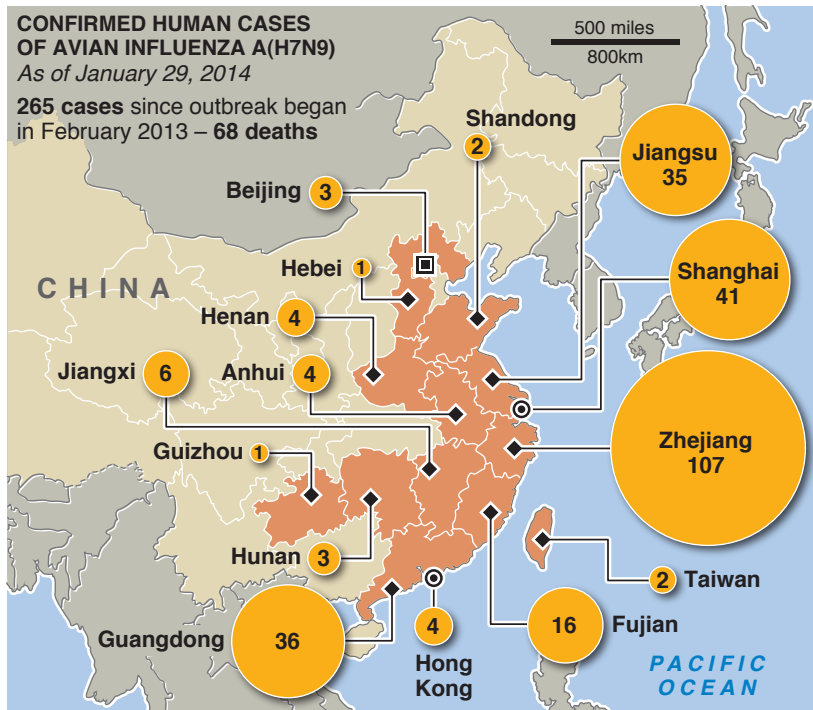 CONFIRMED HUMAN CASES
OF AVIAN INFLUENZA A(H7N9)
As of January 29, 2014
265 cases since outbreak began
in February 2013 – 68 deaths
500 miles
800km
Shandong
2
Jiangsu
35
Beijing 3
Hebei 1
Shanghai
41
CHINA
Henan 4
Jiangxi 6
Anhui 4
Zhejiang
107
Guizhou 1
Hunan 3
2 Taiwan
Guangdong 36
4
Hong
Kong
16 Fujian
PACIFIC
OCEAN